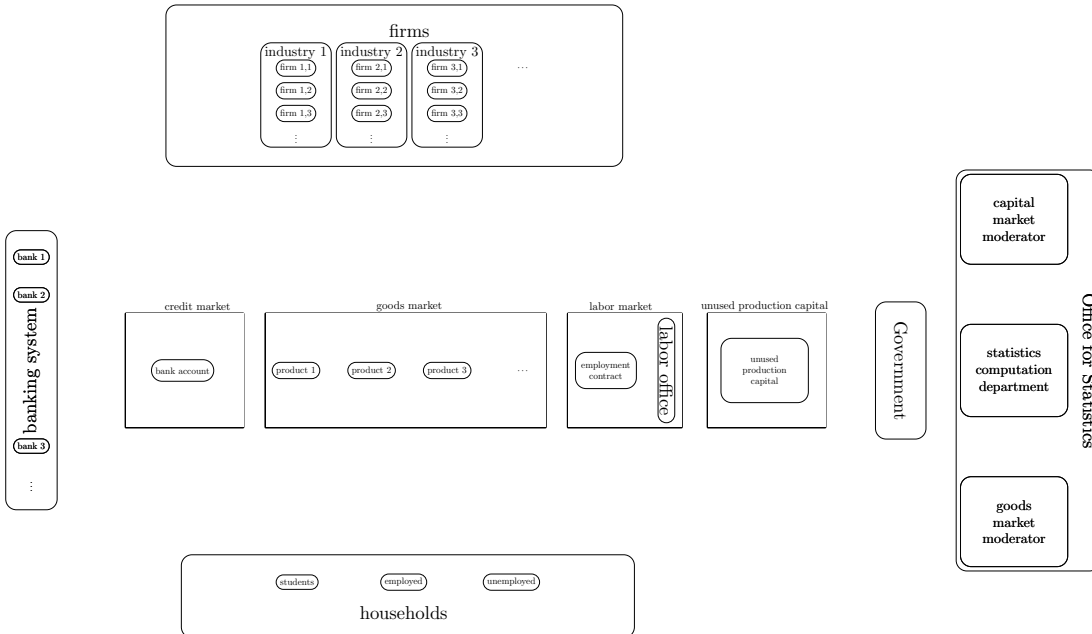 firms
industry 1 industry 2 industry 3
firm 1,1 firm 2,1 firm 3,1 ...
firm 1,2 firm 2,2 firm 3,2
firm 1,3 firm 2,3 firm 3,3
⋮ ⋮ ⋮
bank 1
bank 2
banking system
bank 3
⋮
credit market
bank account
goods market
product 1 product 2 product 3 ...
labor market
employment
contract
labor office
unused production capital
unused
production
capital
Government
capital
market
moderator
statistics
computation
department
goods
market
moderator
Office for Statistics
students employed unemployed
households